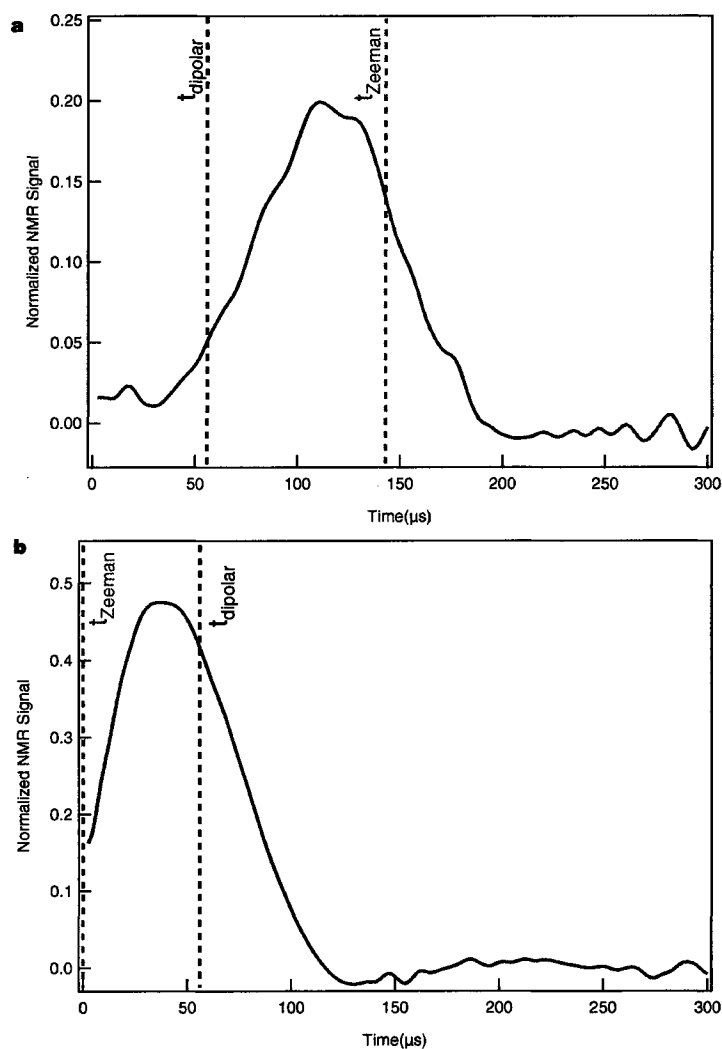 a
0.25
0.20
0.15
0.10
0.05
0.00
Normalized NMR Signal
t_dipolar
t_Zeeman
0 50 100 150 200 250 300
Time(µs)
b
0.5
0.4
0.3
0.2
0.1
0.0
Normalized NMR Signal
t_Zeeman
t_dipolar
0 50 100 150 200 250 300
Time(µs)